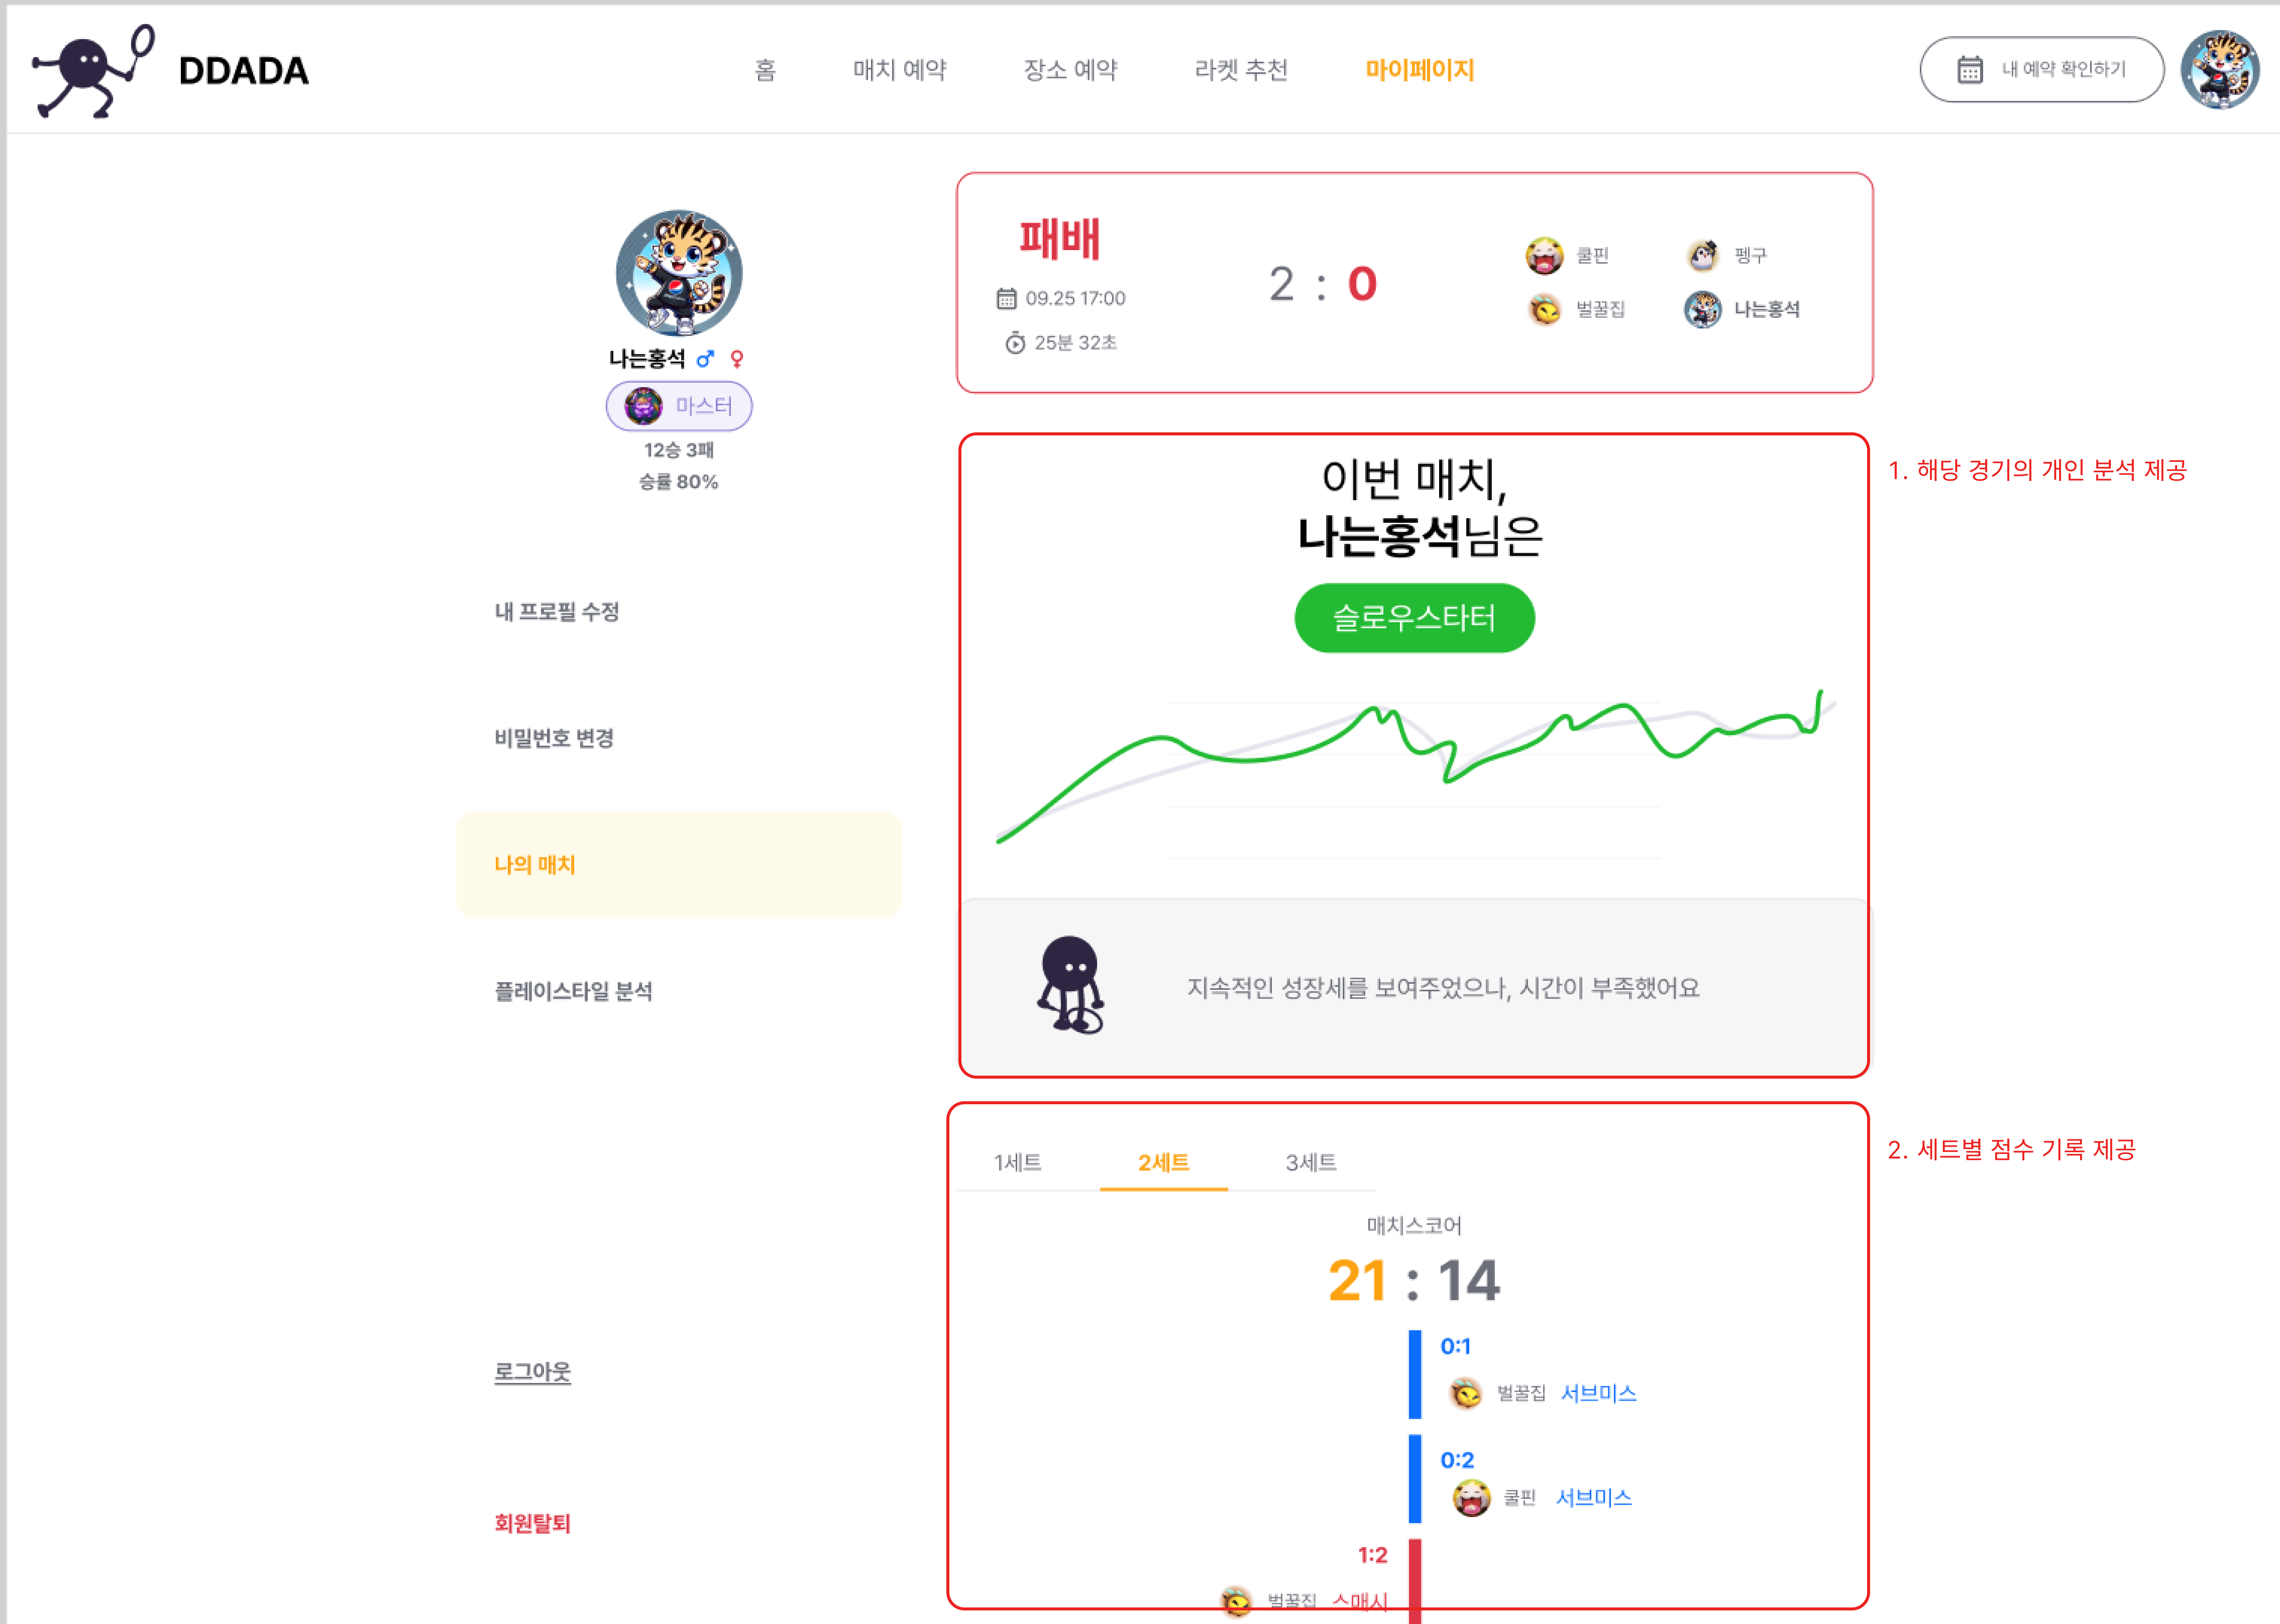 DDADA
홈
매치 예약
장소 예약
라켓 추천
마이페이지
내 예약 확인하기
나는홍석
마스터
12승 3패
승률 80%
내 프로필 수정
비밀번호 변경
나의 매치
플레이스타일 분석
로그아웃
회원탈퇴
패배
09.25 17:00
25분 32초
2 : 0
쿨핀
펭구
벌꿀집
나는홍석
이번 매치,
나는홍석님은
슬로우스타터
지속적인 성장세를 보여주었으나, 시간이 부족했어요
1. 해당 경기의 개인 분석 제공
1세트
2세트
3세트
매치스코어
21 : 14
0:1
벌꿀집 서브미스
0:2
쿨핀 서브미스
1:2
벌꿀집 스매시
2. 세트별 점수 기록 제공